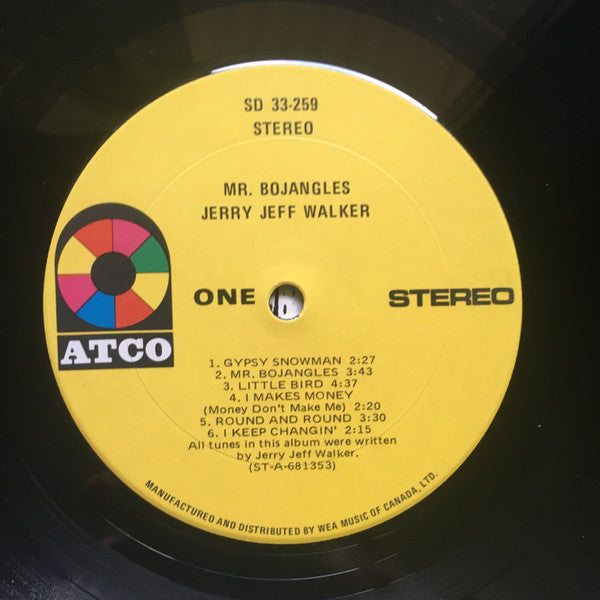 SD 33-259
STEREO
MR. BOJANGLES
JERRY JEFF WALKER
ATCO
ONE
STEREO
1. GYPSY SNOWMAN 2:27
2. MR. BOJANGLES 3:43
3. LITTLE BIRD 4:37
4. I MAKES MONEY
(Money Don't Make Me) 2:20
5. ROUND AND ROUND 3:30
6. I KEEP CHANGIN' 2:15
All tunes in this album were written
by Jerry Jeff Walker.
(ST-A-681353)
MANUFACTURED AND DISTRIBUTED BY WEA MUSIC OF CANADA, LTD.